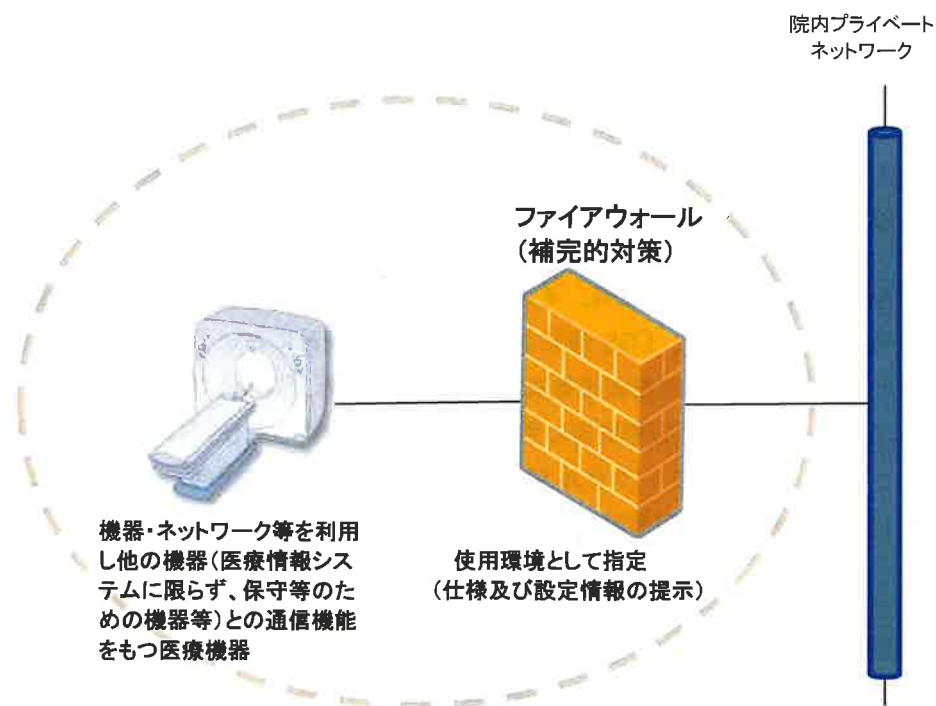 院内プライベート
ネットワーク
ファイアウォール
（補完的対策）
機器・ネットワーク等を利用
し他の機器（医療情報シス
テムに限らず、保守等のた
めの機器等）との通信機能
をもつ医療機器
使用環境として指定
（仕様及び設定情報の提示）